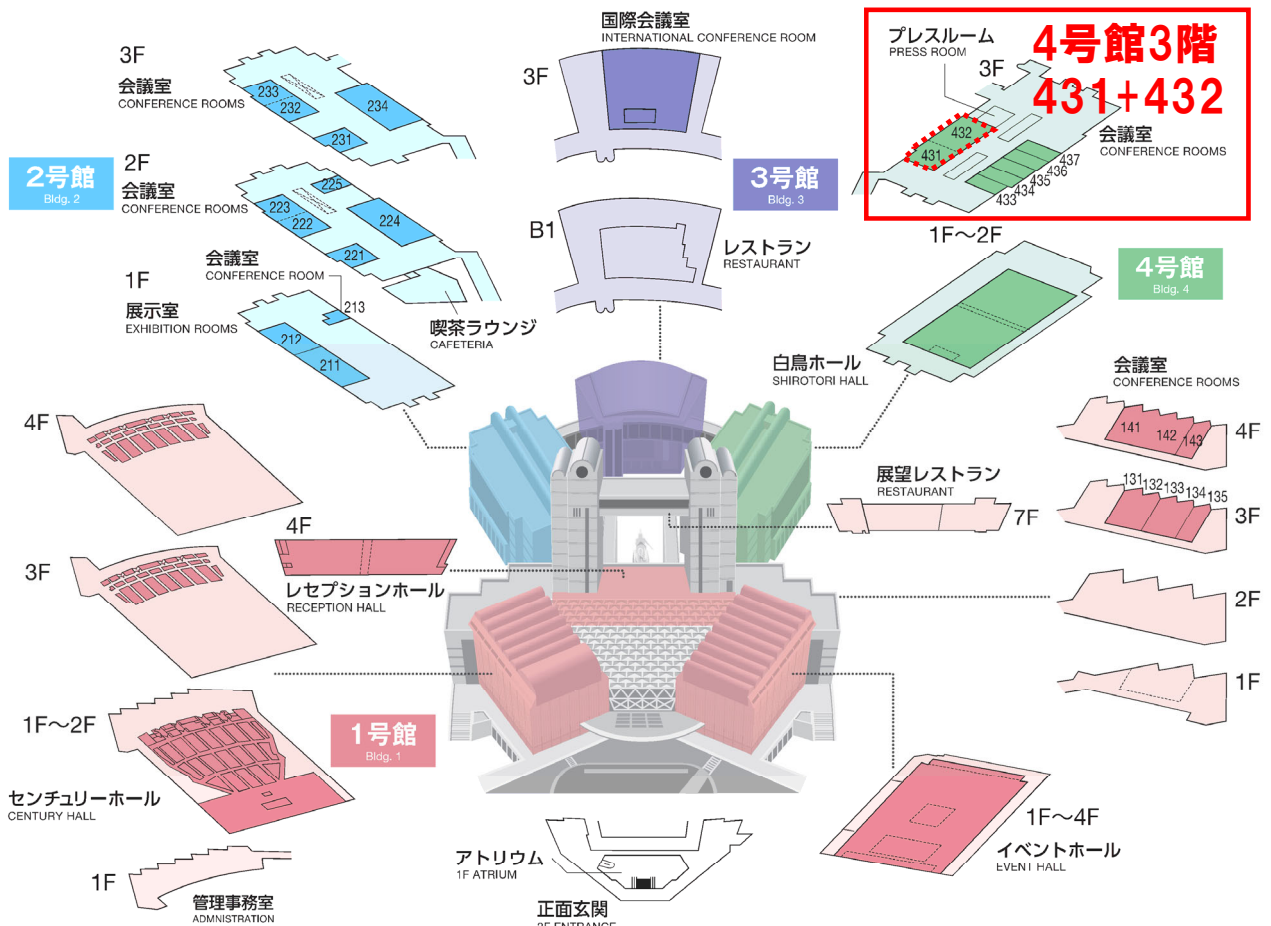 3F
会議室
CONFERENCE ROOMS
233
232
234
231
2号館
Bldg. 2
2F
会議室
CONFERENCE ROOMS
225
223
222
224
221
会議室
CONFERENCE ROOM
213
1F
展示室
EXHIBITION ROOMS
212
211
喫茶ラウンジ
CAFETERIA
国際会議室
INTERNATIONAL CONFERENCE ROOM
3F
3号館
Bldg. 3
B1
レストラン
RESTAURANT
プレスルーム
PRESS ROOM
4号館3階
431+432
3F
432
431
会議室
CONFERENCE ROOMS
437
436
435
434
433
1F〜2F
4号館
Bldg. 4
白鳥ホール
SHIROTORI HALL
会議室
CONFERENCE ROOMS
141
142
143
4F
131
132
133
134
135
3F
2F
1F
展望レストラン
RESTAURANT
7F
4F
3F
4F
レセプションホール
RECEPTION HALL
1F〜2F
1号館
Bldg. 1
センチュリーホール
CENTURY HALL
1F
管理事務室
ADMNISTRATION
アトリウム
1F ATRIUM
正面玄関
2F ENTRANCE
1F〜4F
イベントホール
EVENT HALL